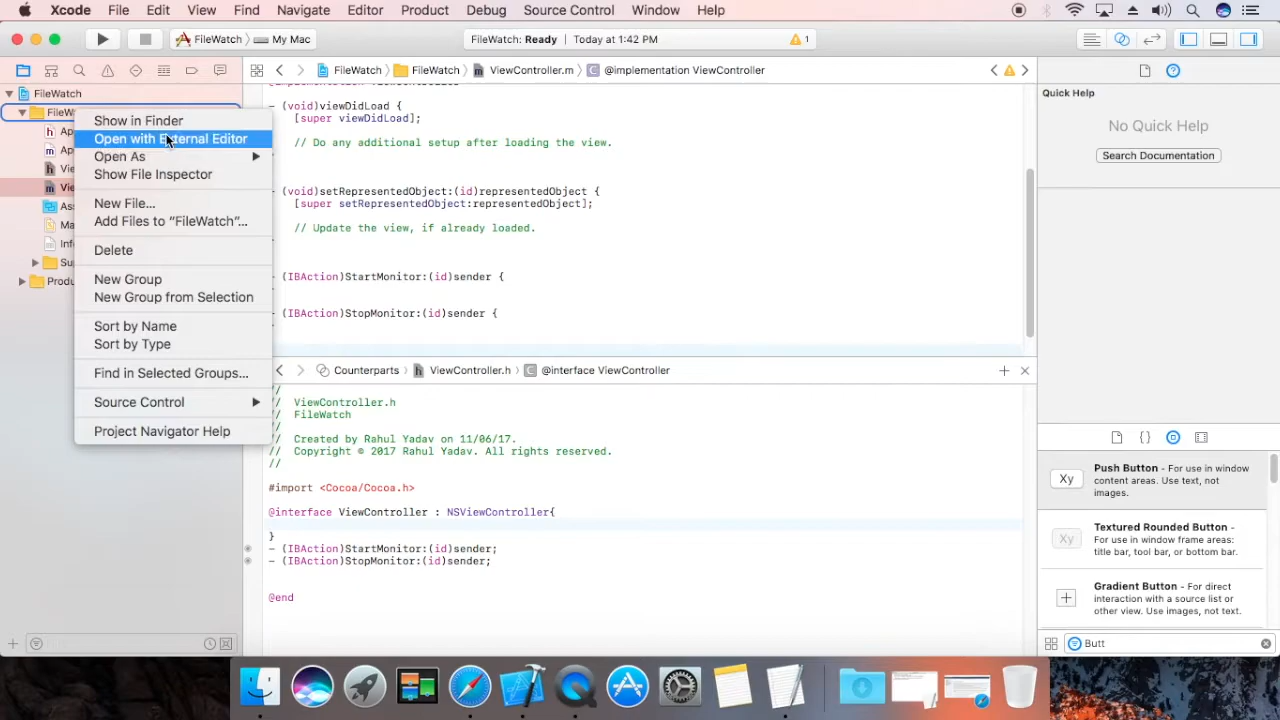 Xcode File Edit View Find Navigate Editor Product Debug Source Control Window Help
FileWatch My Mac
FileWatch: Ready Today at 1:42 PM 1
FileWatch FileWatch ViewController.m @implementation ViewController
FileWatch
Show in Finder
Open with External Editor
Open As
Show File Inspector
New File...
Add Files to “FileWatch”...
Delete
New Group
New Group from Selection
Sort by Name
Sort by Type
Find in Selected Groups...
Source Control
Project Navigator Help
- (void)viewDidLoad {
[super viewDidLoad];
// Do any additional setup after loading the view.
(void)setRepresentedObject:(id)representedObject {
[super setRepresentedObject:representedObject];
// Update the view, if already loaded.
(IBAction)StartMonitor:(id)sender {
(IBAction)StopMonitor:(id)sender {
Counterparts ViewController.h @interface ViewController
//
// ViewController.h
// FileWatch
//
// Created by Rahul Yadav on 11/06/17.
// Copyright © 2017 Rahul Yadav. All rights reserved.
//
#import <Cocoa/Cocoa.h>
@interface ViewController : NSViewController{
}
- (IBAction)StartMonitor:(id)sender;
- (IBAction)StopMonitor:(id)sender;
@end
Quick Help
No Quick Help
Search Documentation
Push Button - For use in window
content areas. Use text, not
images.
Textured Rounded Button -
For use in window frame areas:
title bar, tool bar, or bottom bar.
Gradient Button - For direct
interaction with a source list or
other view. Use images, not text.
Butt